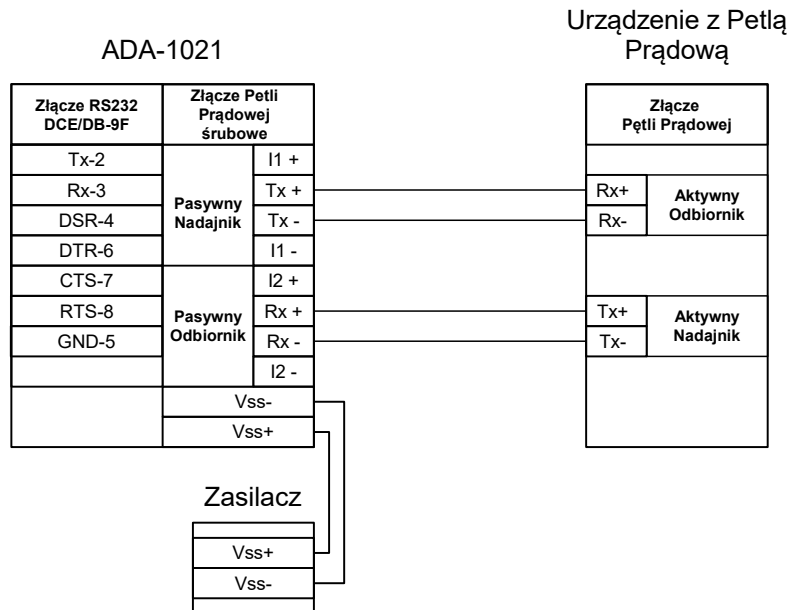 Urządzenie z Petlą
Prądową
ADA-1021
Złącze RS232
DCE/DB-9F
Złącze Petli
Prądowej
śrubowe
Złącze
Pętli Prądowej
Tx-2
I1 +
Rx-3
Tx +
Rx+
Aktywny
Odbiornik
Pasywny
Nadajnik
DSR-4
Tx -
Rx-
DTR-6
I1 -
CTS-7
I2 +
RTS-8
Rx +
Tx+
Aktywny
Nadajnik
Pasywny
Odbiornik
GND-5
Rx -
Tx-
I2 -
Vss-
Vss+
Zasilacz
Vss+
Vss-